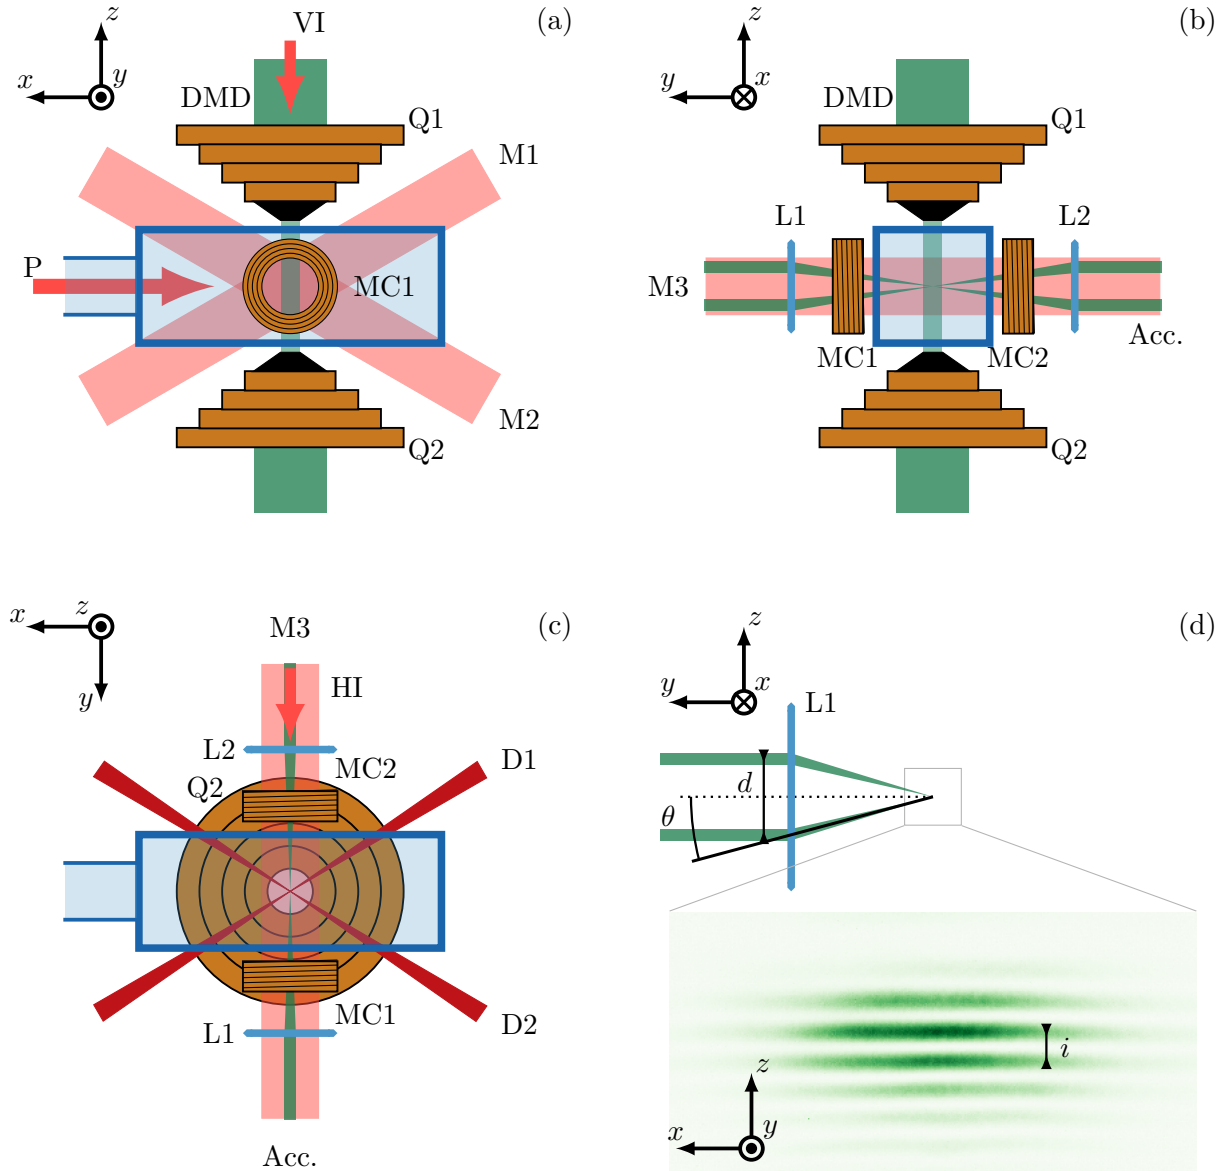 (a)
z
x
y
VI
DMD
Q1
M1
P
MC1
M2
Q2
(b)
z
y
x
DMD
Q1
L1
L2
M3
MC1
MC2
Acc.
Q2
(c)
x
z
y
M3
HI
L2
MC2
D1
Q2
MC1
L1
D2
Acc.
(d)
z
y
x
L1
d
θ
i
z
x
y